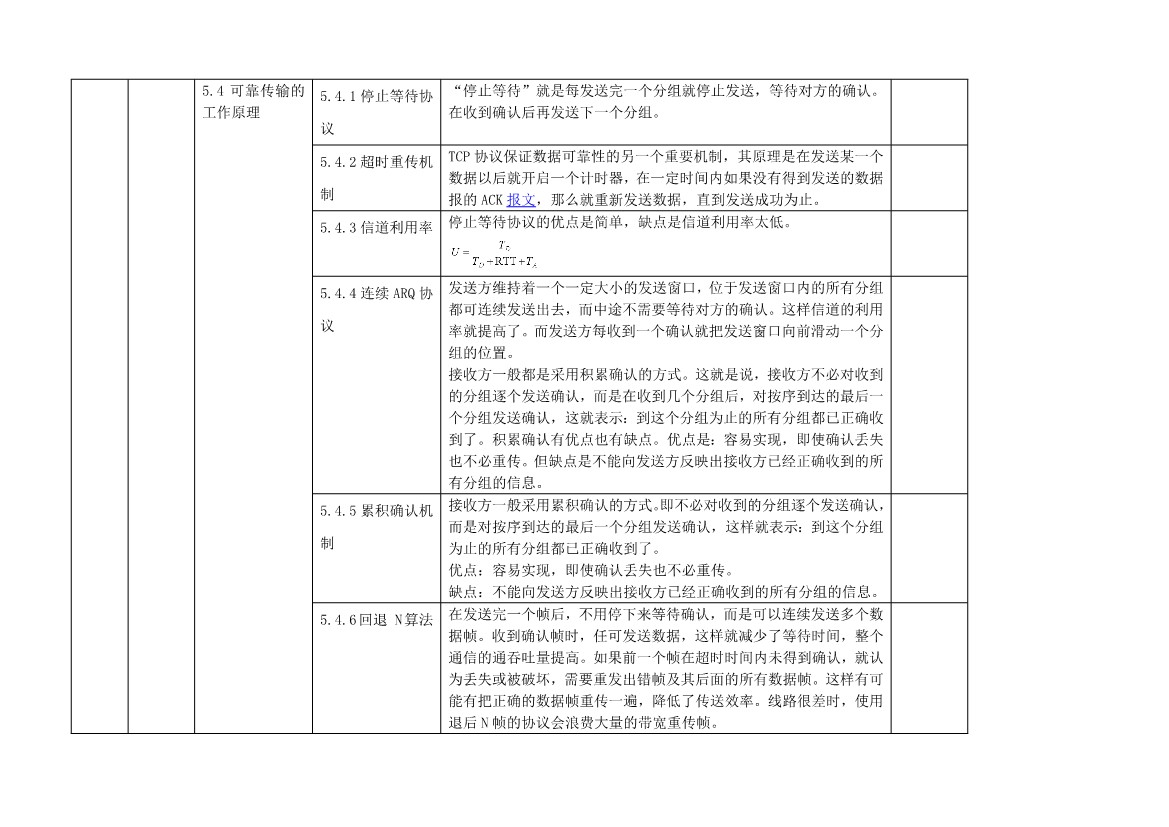 5.4 可靠传输的
工作原理
5.4.1 停止等待协
议
“停止等待”就是每发送完一个分组就停止发送，等待对方的确认。
在收到确认后再发送下一个分组。
5.4.2 超时重传机
制
TCP 协议保证数据可靠性的另一个重要机制，其原理是在发送某一个
数据以后就开启一个计时器，在一定时间内如果没有得到发送的数据
报的 ACK 报文，那么就重新发送数据，直到发送成功为止。
5.4.3 信道利用率
停止等待协议的优点是简单，缺点是信道利用率太低。
U = T_D / (T_D+RTT+T_A)
5.4.4 连续 ARQ 协
议
发送方维持着一个一定大小的发送窗口，位于发送窗口内的所有分组
都可连续发送出去，而中途不需要等待对方的确认。这样信道的利用
率就提高了。而发送方每收到一个确认就把发送窗口向前滑动一个分
组的位置。
接收方一般都是采用积累确认的方式。这就是说，接收方不必对收到
的分组逐个发送确认，而是在收到几个分组后，对按序到达的最后一
个分组发送确认，这就表示：到这个分组为止的所有分组都已正确收
到了。积累确认有优点也有缺点。优点是：容易实现，即使确认丢失
也不必重传。但缺点是不能向发送方反映出接收方已经正确收到的所
有分组的信息。
5.4.5 累积确认机
制
接收方一般采用累积确认的方式。即不必对收到的分组逐个发送确认，
而是对按序到达的最后一个分组发送确认，这样就表示：到这个分组
为止的所有分组都已正确收到了。
优点：容易实现，即使确认丢失也不必重传。
缺点：不能向发送方反映出接收方已经正确收到的所有分组的信息。
5.4.6 回退 N 算法
在发送完一个帧后，不用停下来等待确认，而是可以连续发送多个数
据帧。收到确认帧时，任可发送数据，这样就减少了等待时间，整个
通信的通吞吐量提高。如果前一个帧在超时时间内未得到确认，就认
为丢失或被破坏，需要重发出错帧及其后面的所有数据帧。这样有可
能有把正确的数据帧重传一遍，降低了传送效率。线路很差时，使用
退后 N 帧的协议会浪费大量的带宽重传帧。